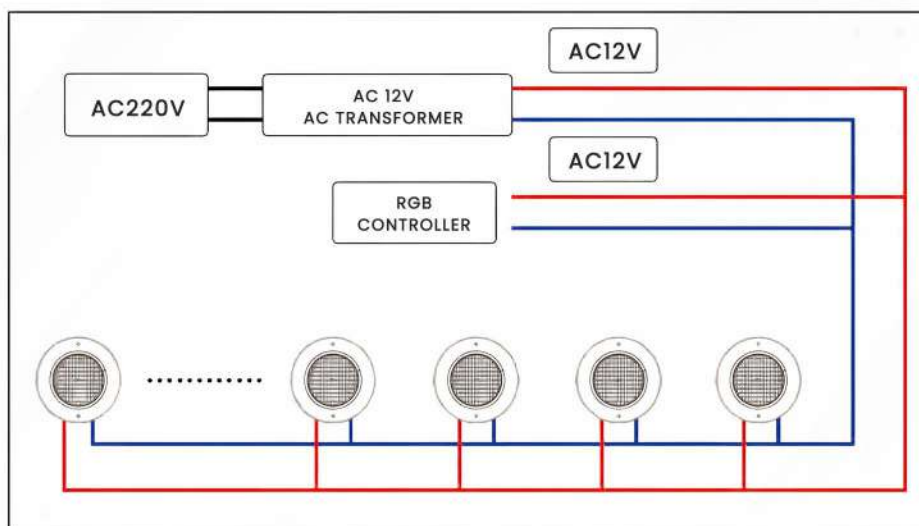 AC12V
AC220V
AC 12V
AC TRANSFORMER
AC12V
RGB
CONTROLLER